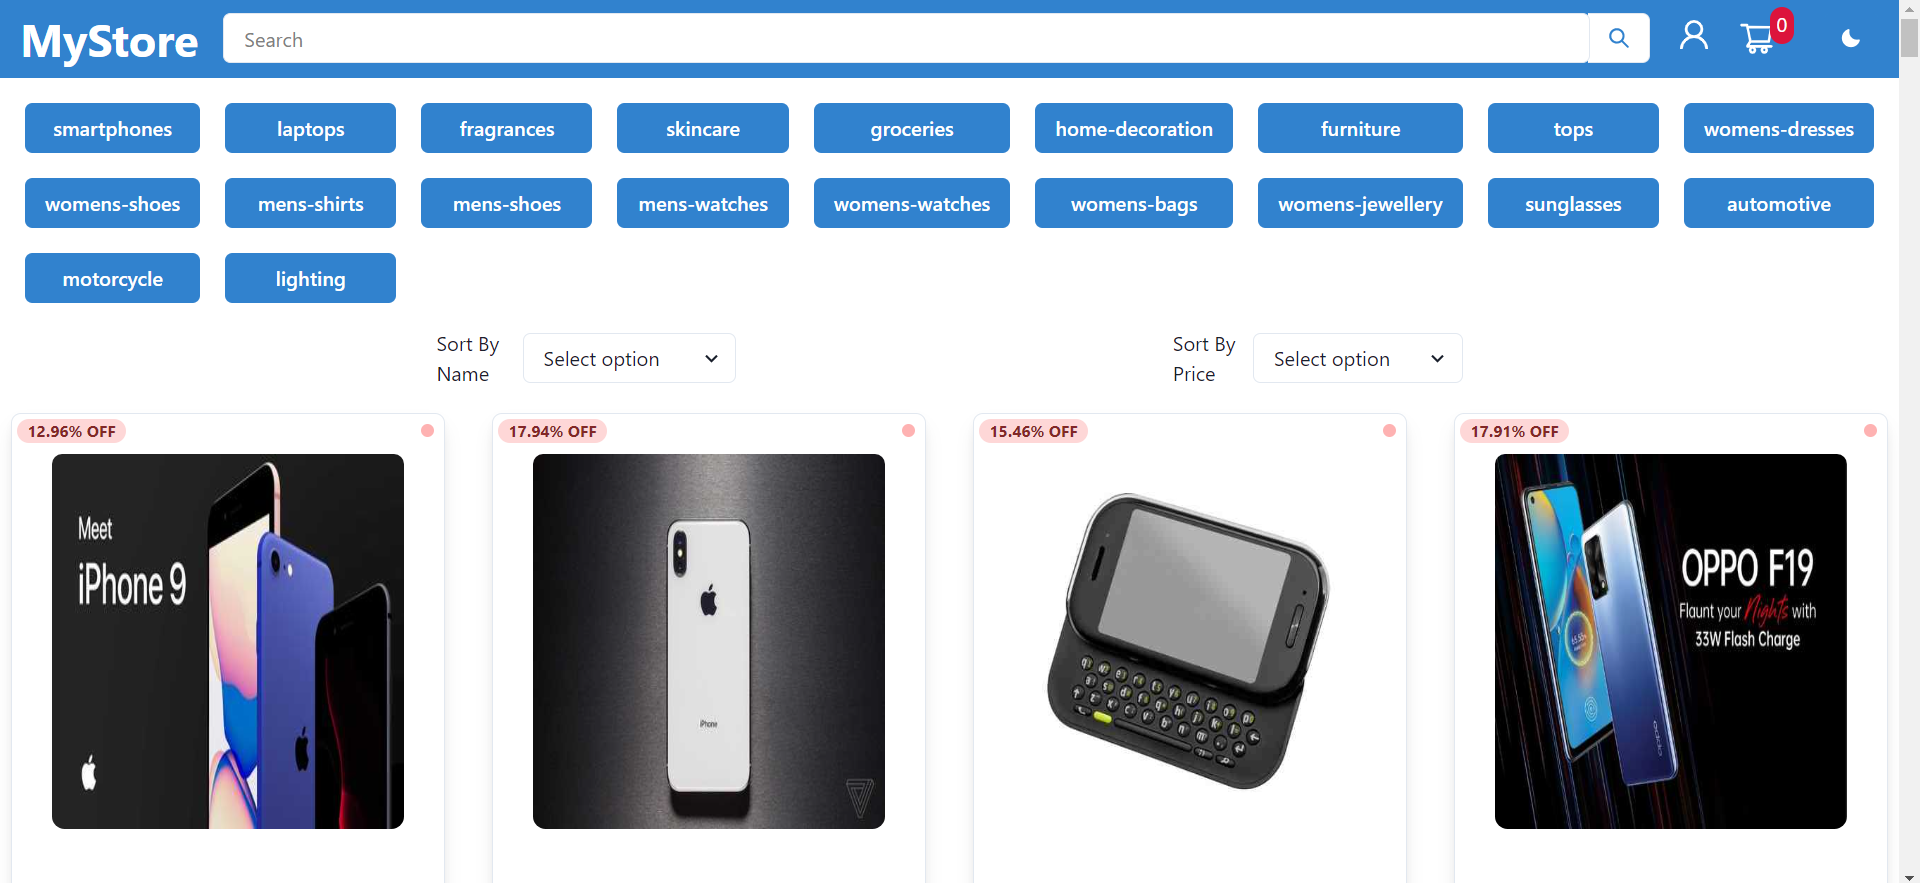 MyStore
Search
0
smartphones
laptops
fragrances
skincare
groceries
home-decoration
furniture
tops
womens-dresses
womens-shoes
mens-shirts
mens-shoes
mens-watches
womens-watches
womens-bags
womens-jewellery
sunglasses
automotive
motorcycle
lighting
Sort By
Name
Select option
Sort By
Price
Select option
12.96% OFF
17.94% OFF
15.46% OFF
17.91% OFF
Meet
iPhone 9
iPhone
OPPO F19
Flaunt your Nights with
33W Flash Charge
oppo